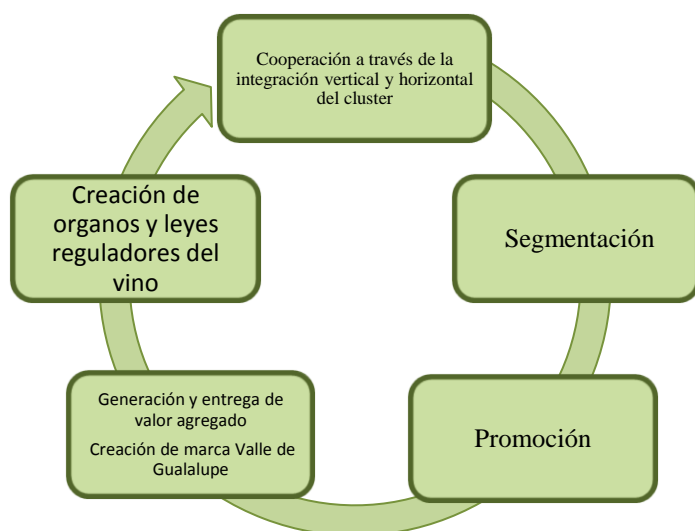 Cooperación a través de la
integración vertical y horizontal
del cluster
Segmentación
Promoción
Generación y entrega de
valor agregado
Creación de marca Valle de
Gualalupe
Creación de
organos y leyes
reguladores del
vino